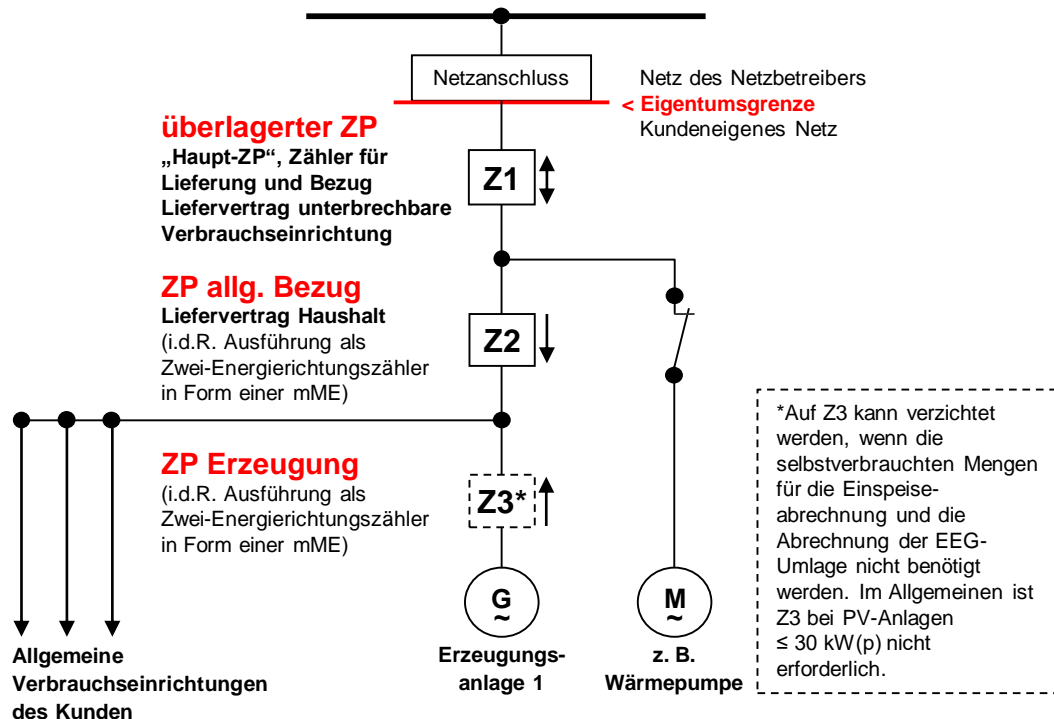 Netzanschluss
Netz des Netzbetreibers
< Eigentumsgrenze
Kundeneigenes Netz
überlagerter ZP
„Haupt-ZP“, Zähler für
Lieferung und Bezug
Liefervertrag unterbrechbare
Verbrauchseinrichtung
Z1
ZP allg. Bezug
Liefervertrag Haushalt
(i.d.R. Ausführung als
Zwei-Energierichtungszähler
in Form einer mME)
Z2
ZP Erzeugung
(i.d.R. Ausführung als
Zwei-Energierichtungszähler
in Form einer mME)
Z3*
*Auf Z3 kann verzichtet
werden, wenn die
selbstverbrauchten Mengen
für die Einspeise-
abrechnung und die
Abrechnung der EEG-
Umlage nicht benötigt
werden. Im Allgemeinen ist
Z3 bei PV-Anlagen
≤ 30 kW(p) nicht
erforderlich.
G
~
M
~
Allgemeine
Verbrauchseinrichtungen
des Kunden
Erzeugungs-
anlage 1
z. B.
Wärmepumpe